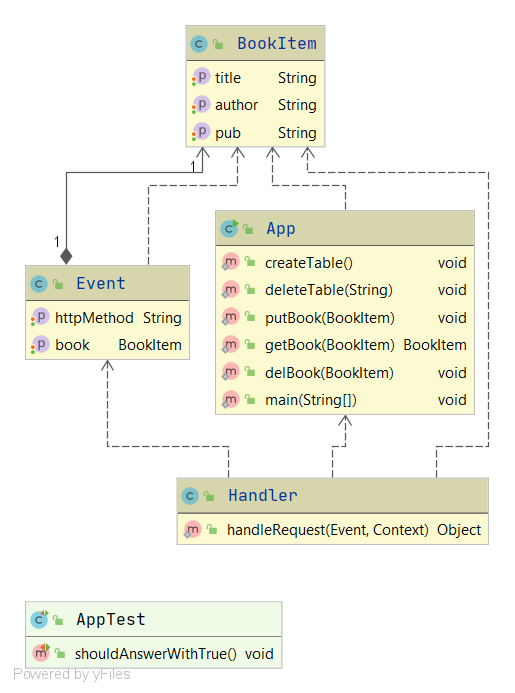 BookItem
title String
author String
pub String
1
1
App
createTable() void
deleteTable(String) void
putBook(BookItem) void
getBook(BookItem) BookItem
delBook(BookItem) void
main(String[]) void
Event
httpMethod String
book BookItem
Handler
handleRequest(Event, Context) Object
AppTest
shouldAnswerWithTrue() void
Powered by yFiles